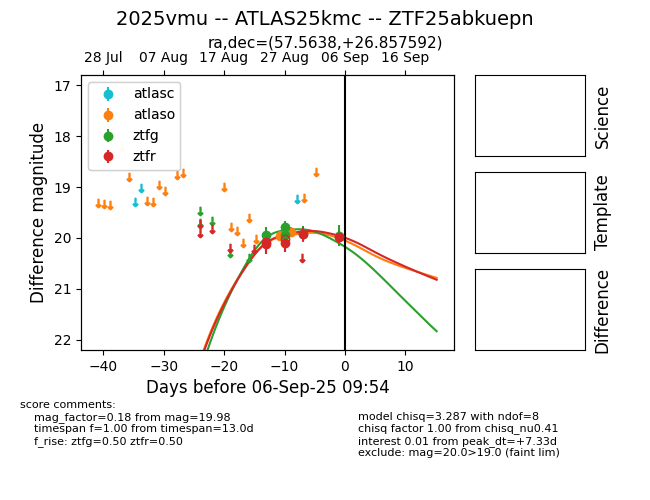 2025vmu -- ATLAS25kmc -- ZTF25abkuepn
ra,dec=(57.5638,+26.857592)
28 Jul 07 Aug 17 Aug 27 Aug 06 Sep 16 Sep
17
18
19
20
21
22
Difference magnitude
atlasc
atlaso
ztfg
ztfr
−40 −30 −20 −10 0 10
Days before 06-Sep-25 09:54
Science
Template
Difference
score comments:
mag_factor=0.18 from mag=19.98
timespan f=1.00 from timespan=13.0d
f_rise: ztfg=0.50 ztfr=0.50
model chisq=3.287 with ndof=8
chisq factor 1.00 from chisq_nu0.41
interest 0.01 from peak_dt=+7.33d
exclude: mag=20.0>19.0 (faint lim)